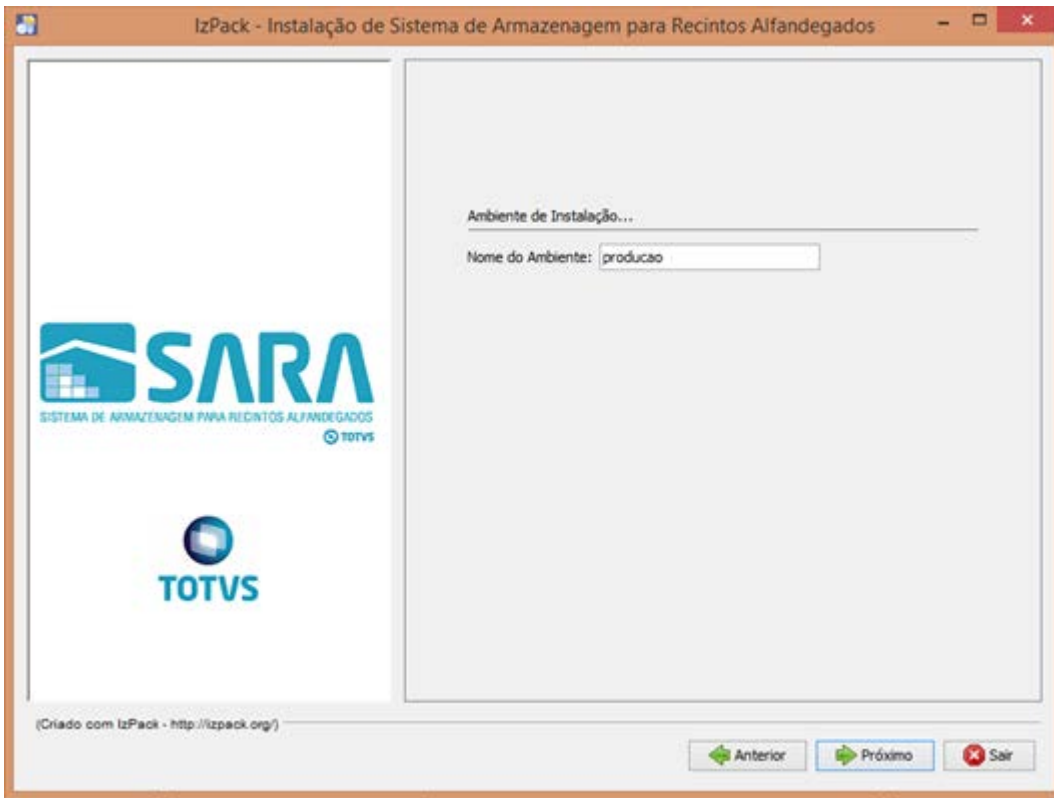 IzPack - Instalação de Sistema de Armazenagem para Recintos Alfandegados
SARA
SISTEMA DE ARMAZENAGEM PARA RECINTOS ALFANDEGADOS
TOTVS
TOTVS
Ambiente de Instalação...
Nome do Ambiente: producao
(Criado com IzPack - http://izpack.org/)
Anterior Próximo Sair